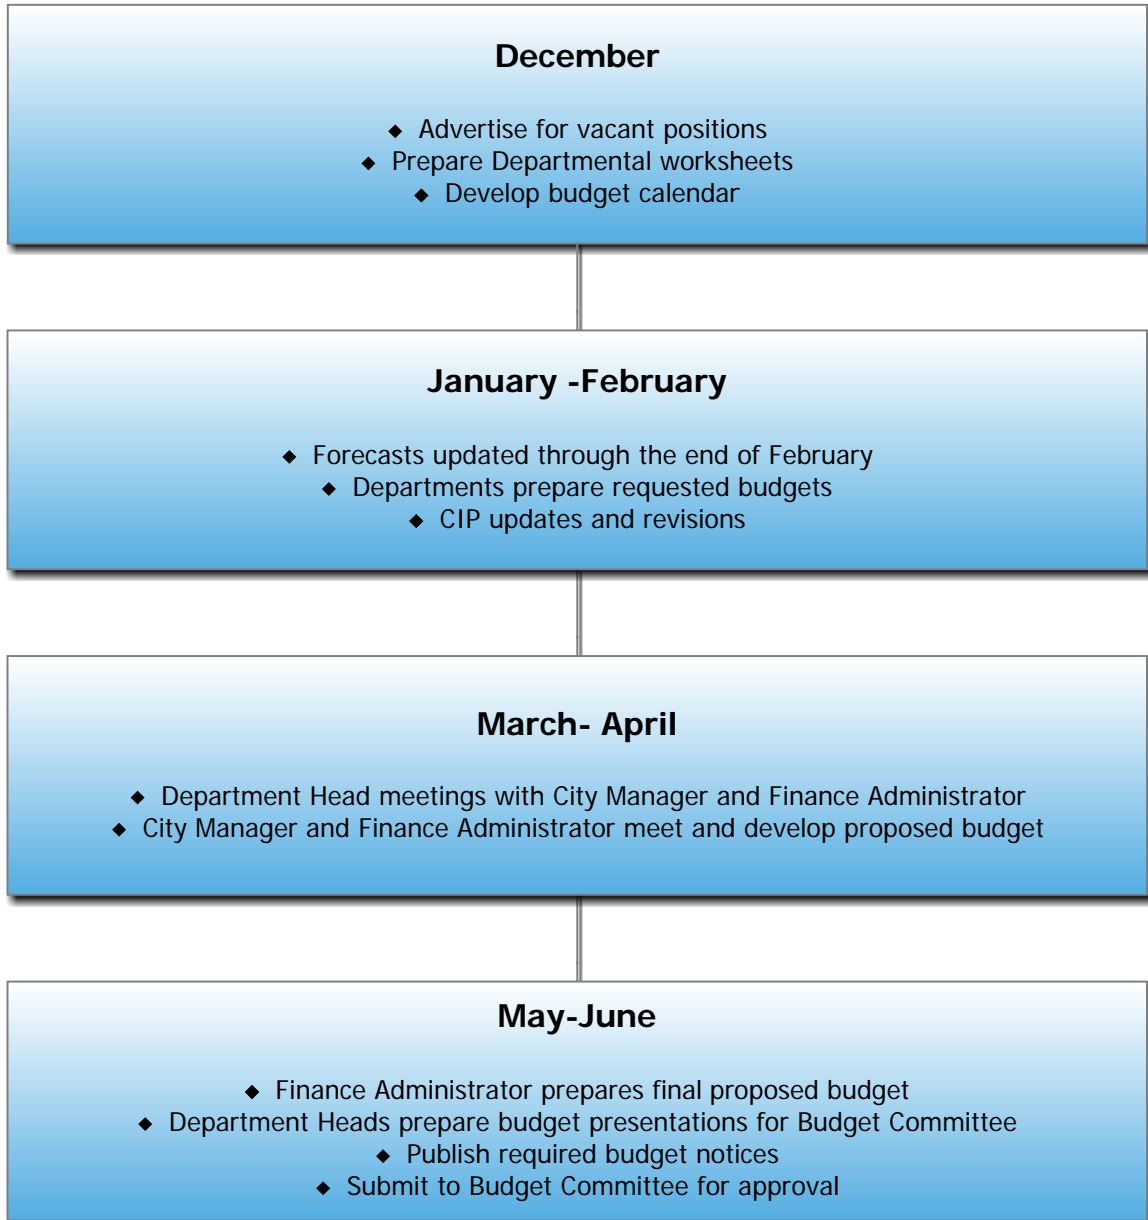 December
◆ Advertise for vacant positions
◆ Prepare Departmental worksheets
◆ Develop budget calendar
January -February
◆ Forecasts updated through the end of February
◆ Departments prepare requested budgets
◆ CIP updates and revisions
March- April
◆ Department Head meetings with City Manager and Finance Administrator
◆ City Manager and Finance Administrator meet and develop proposed budget
May-June
◆ Finance Administrator prepares final proposed budget
◆ Department Heads prepare budget presentations for Budget Committee
◆ Publish required budget notices
◆ Submit to Budget Committee for approval